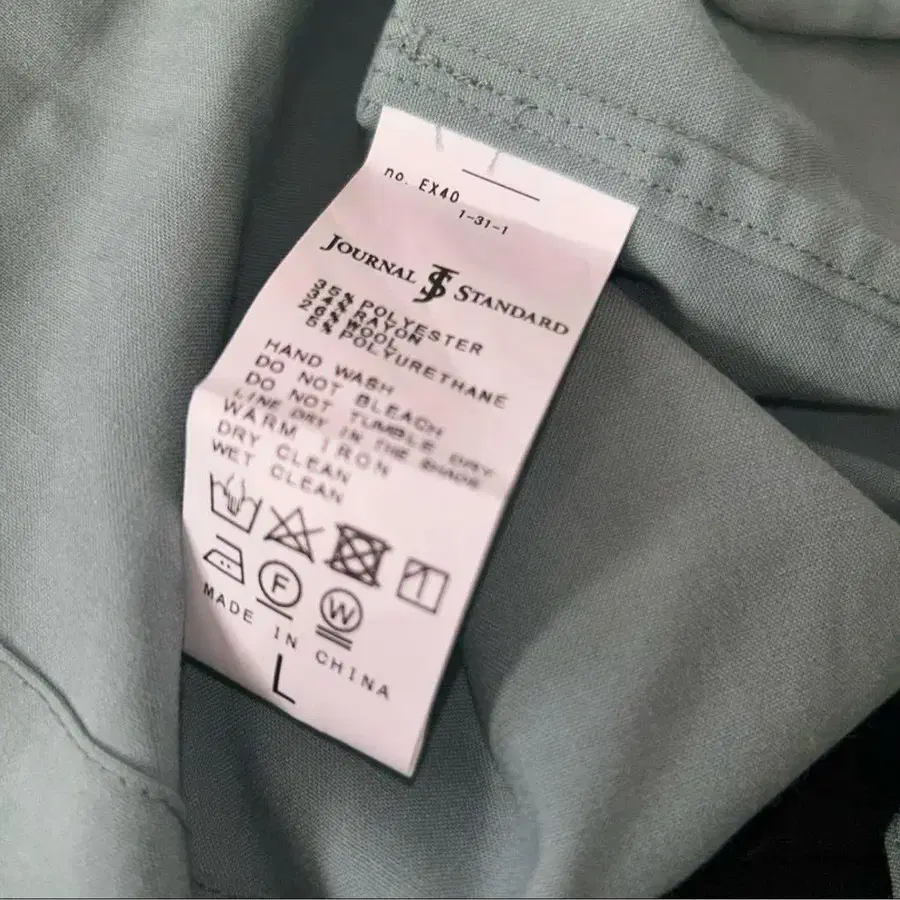 no. EX40
1-31-1
JOURNAL JS STANDARD
35% POLYESTER
34% RAYON
26% WOOL
5% POLYURETHANE
HAND WASH
DO NOT BLEACH
DO NOT TUMBLE DRY
LINE DRY IN THE SHADE
WARM IRON
DRY CLEAN
WET CLEAN
F
W
MADE IN CHINA
L